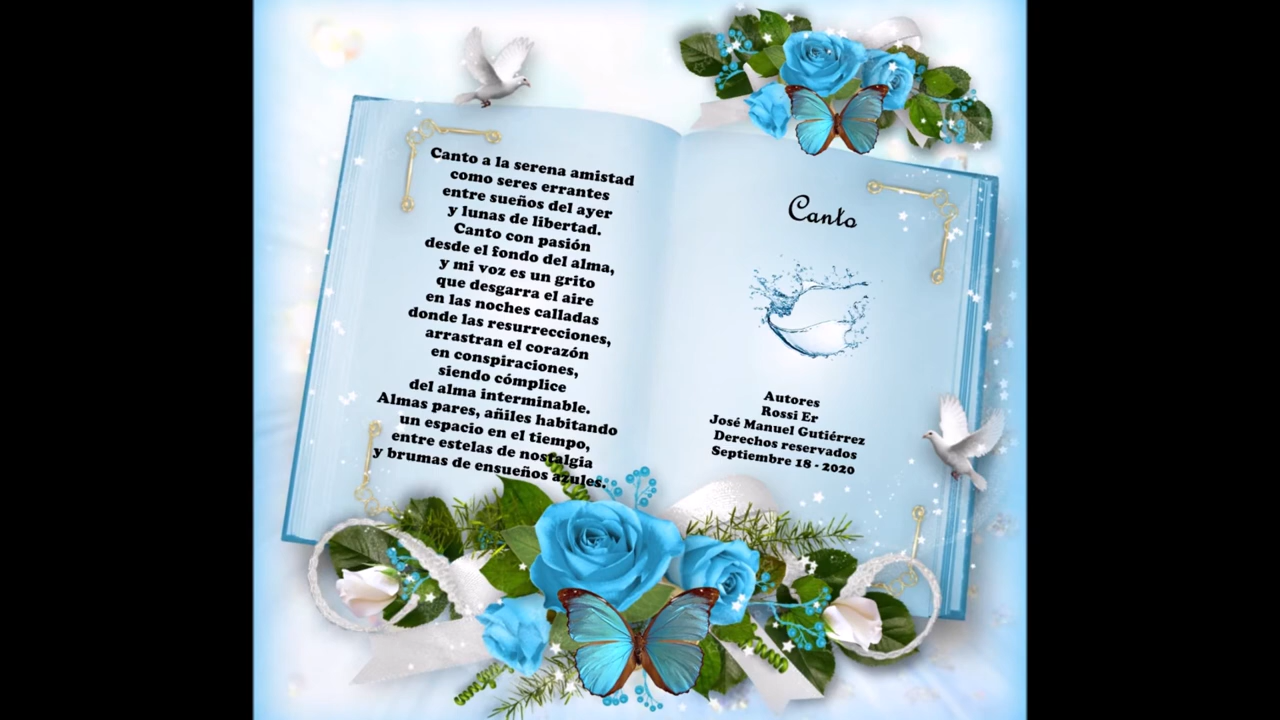 Canto a la serena amistad
como seres errantes
entre sueños del ayer
y lunas de libertad.
Canto con pasión
desde el fondo del alma,
y mi voz es un grito
que desgarra el aire
en las noches calladas
donde las resurrecciones,
arrastran el corazón
en conspiraciones,
siendo cómplice
del alma interminable.
Almas pares, añiles habitando
un espacio en el tiempo,
entre estelas de nostalgia
y brumas de ensueños azules.
Canto
Autores
Rossi Er
José Manuel Gutiérrez
Derechos reservados
Septiembre 18 - 2020